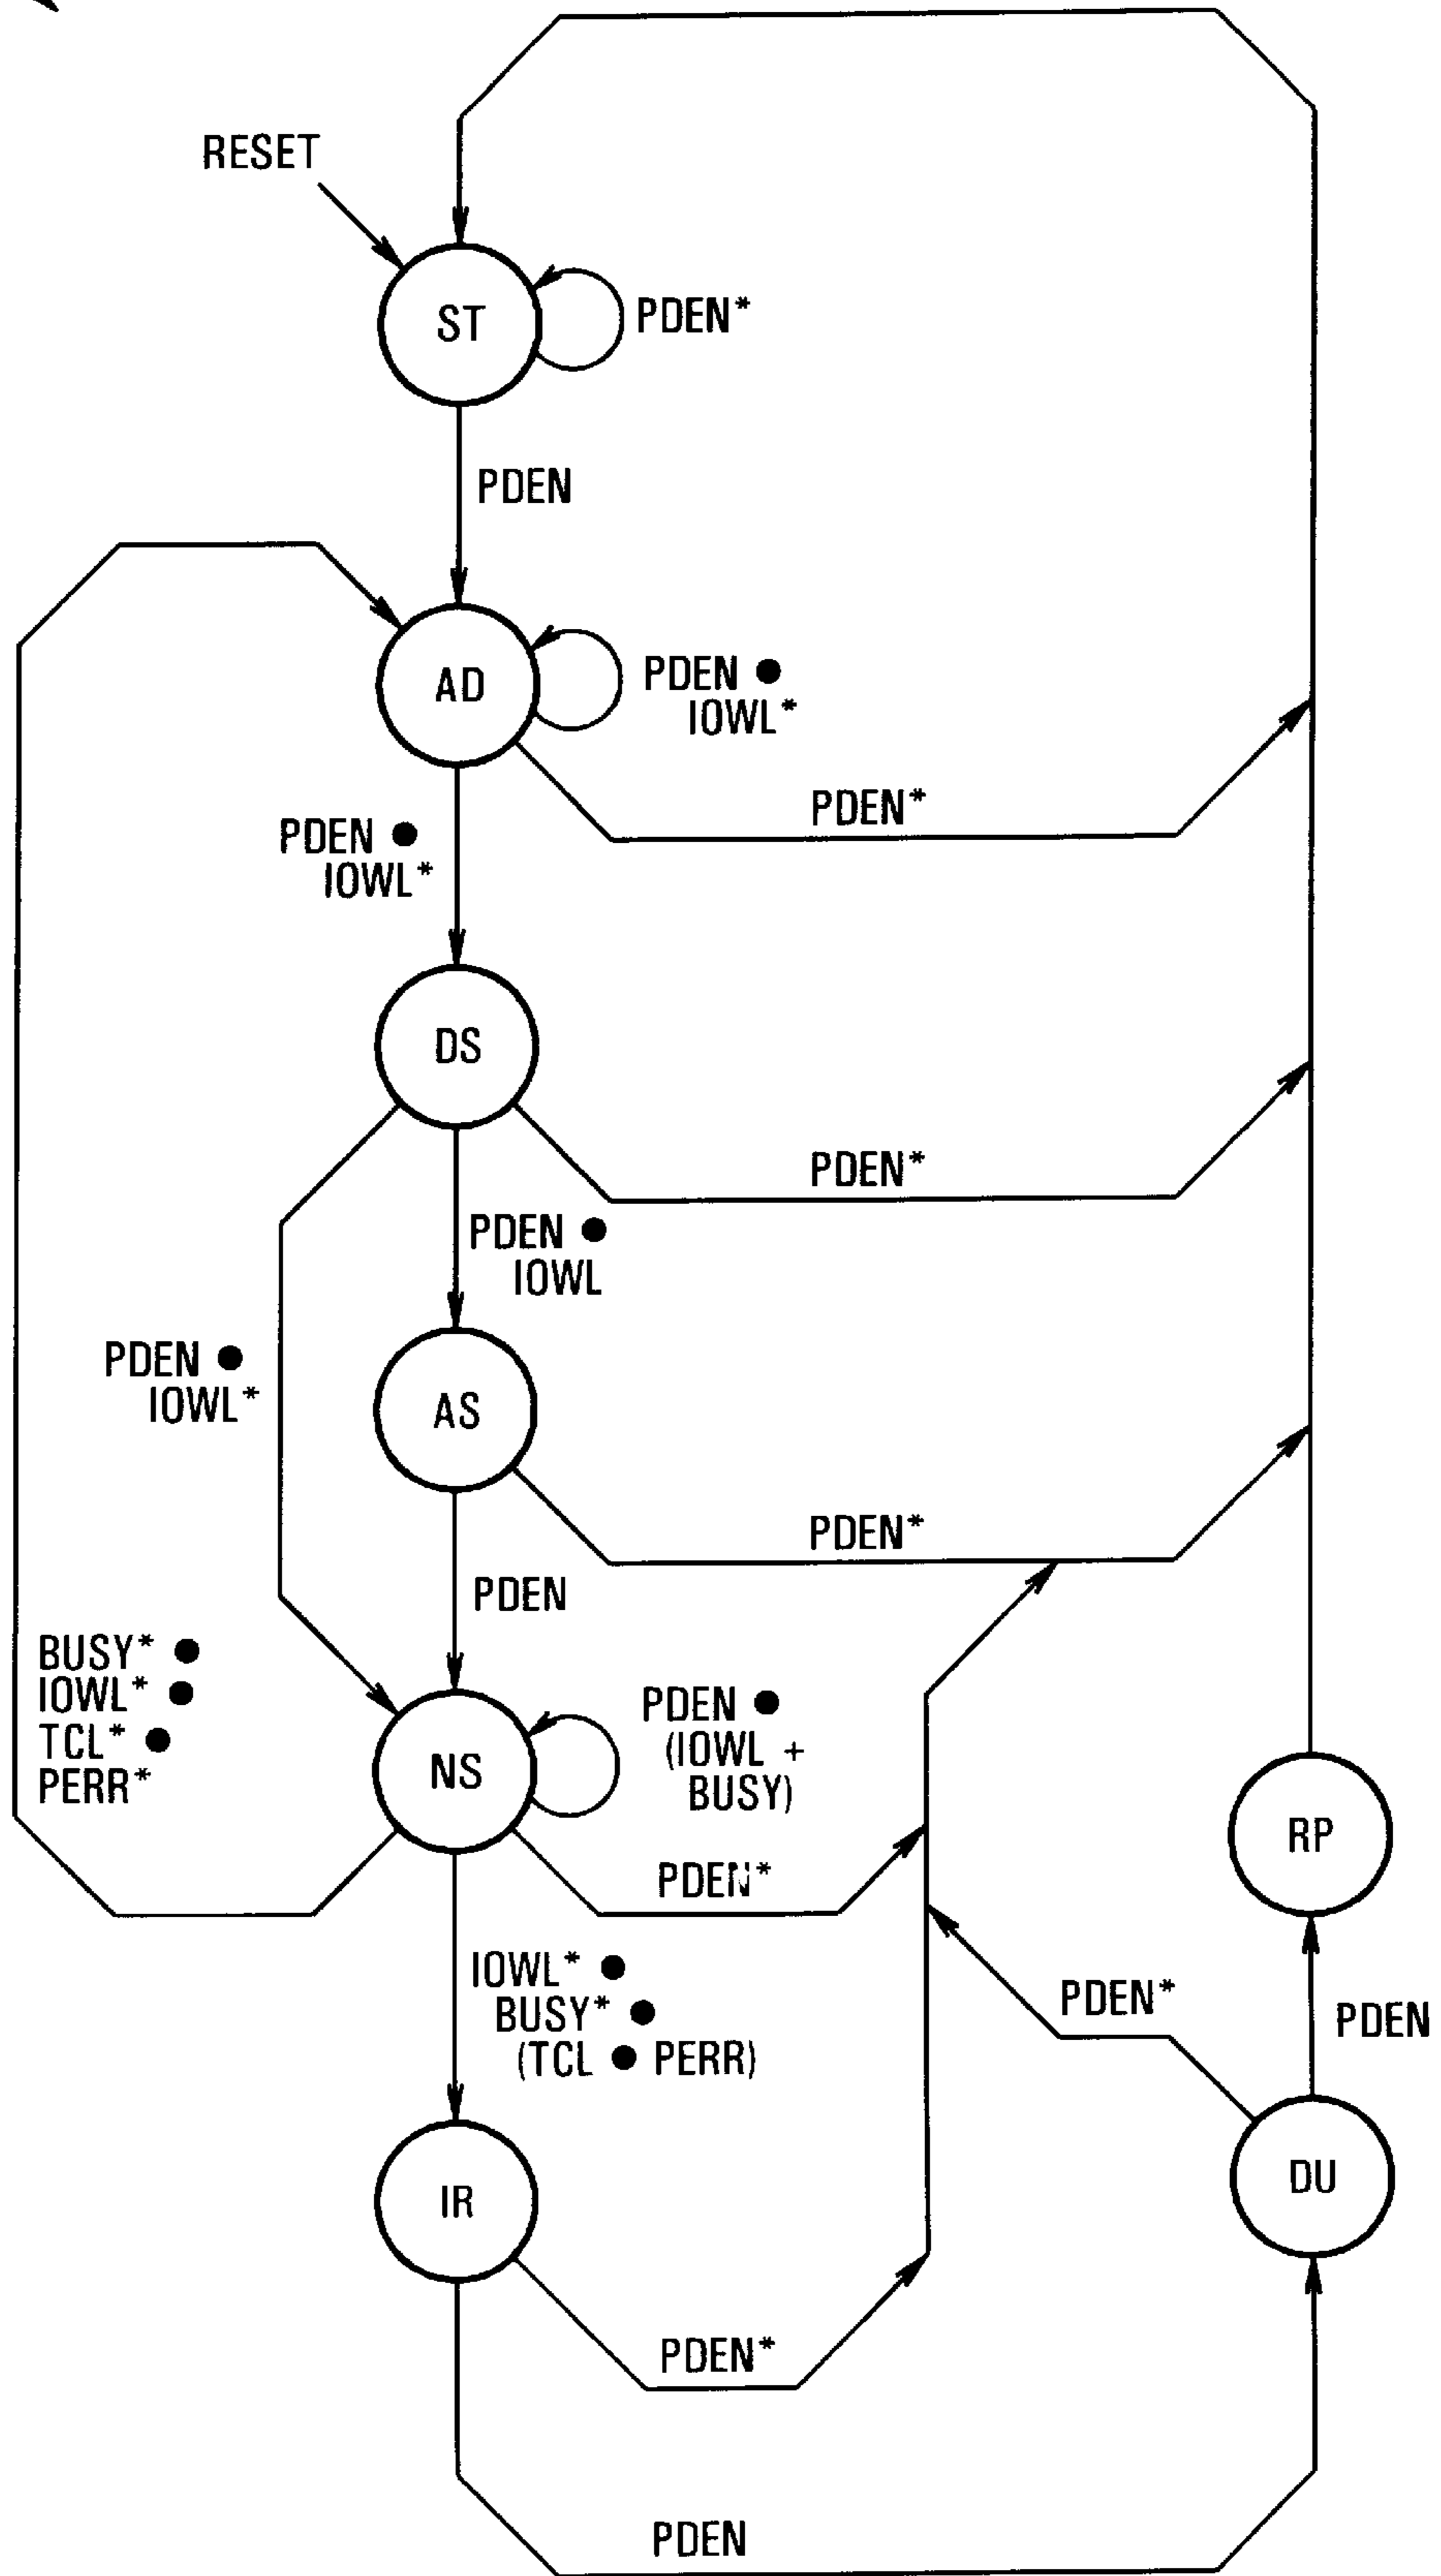 RESET
ST
PDEN*
PDEN
AD
PDEN ●
IOWL*
PDEN*
PDEN ●
IOWL*
DS
PDEN*
PDEN ●
IOWL
PDEN ●
IOWL*
AS
PDEN*
PDEN
BUSY* ●
IOWL* ●
TCL* ●
PERR*
NS
PDEN ●
(IOWL +
BUSY)
RP
PDEN*
IOWL* ●
BUSY* ●
(TCL ● PERR)
PDEN*
PDEN
DU
IR
PDEN*
PDEN